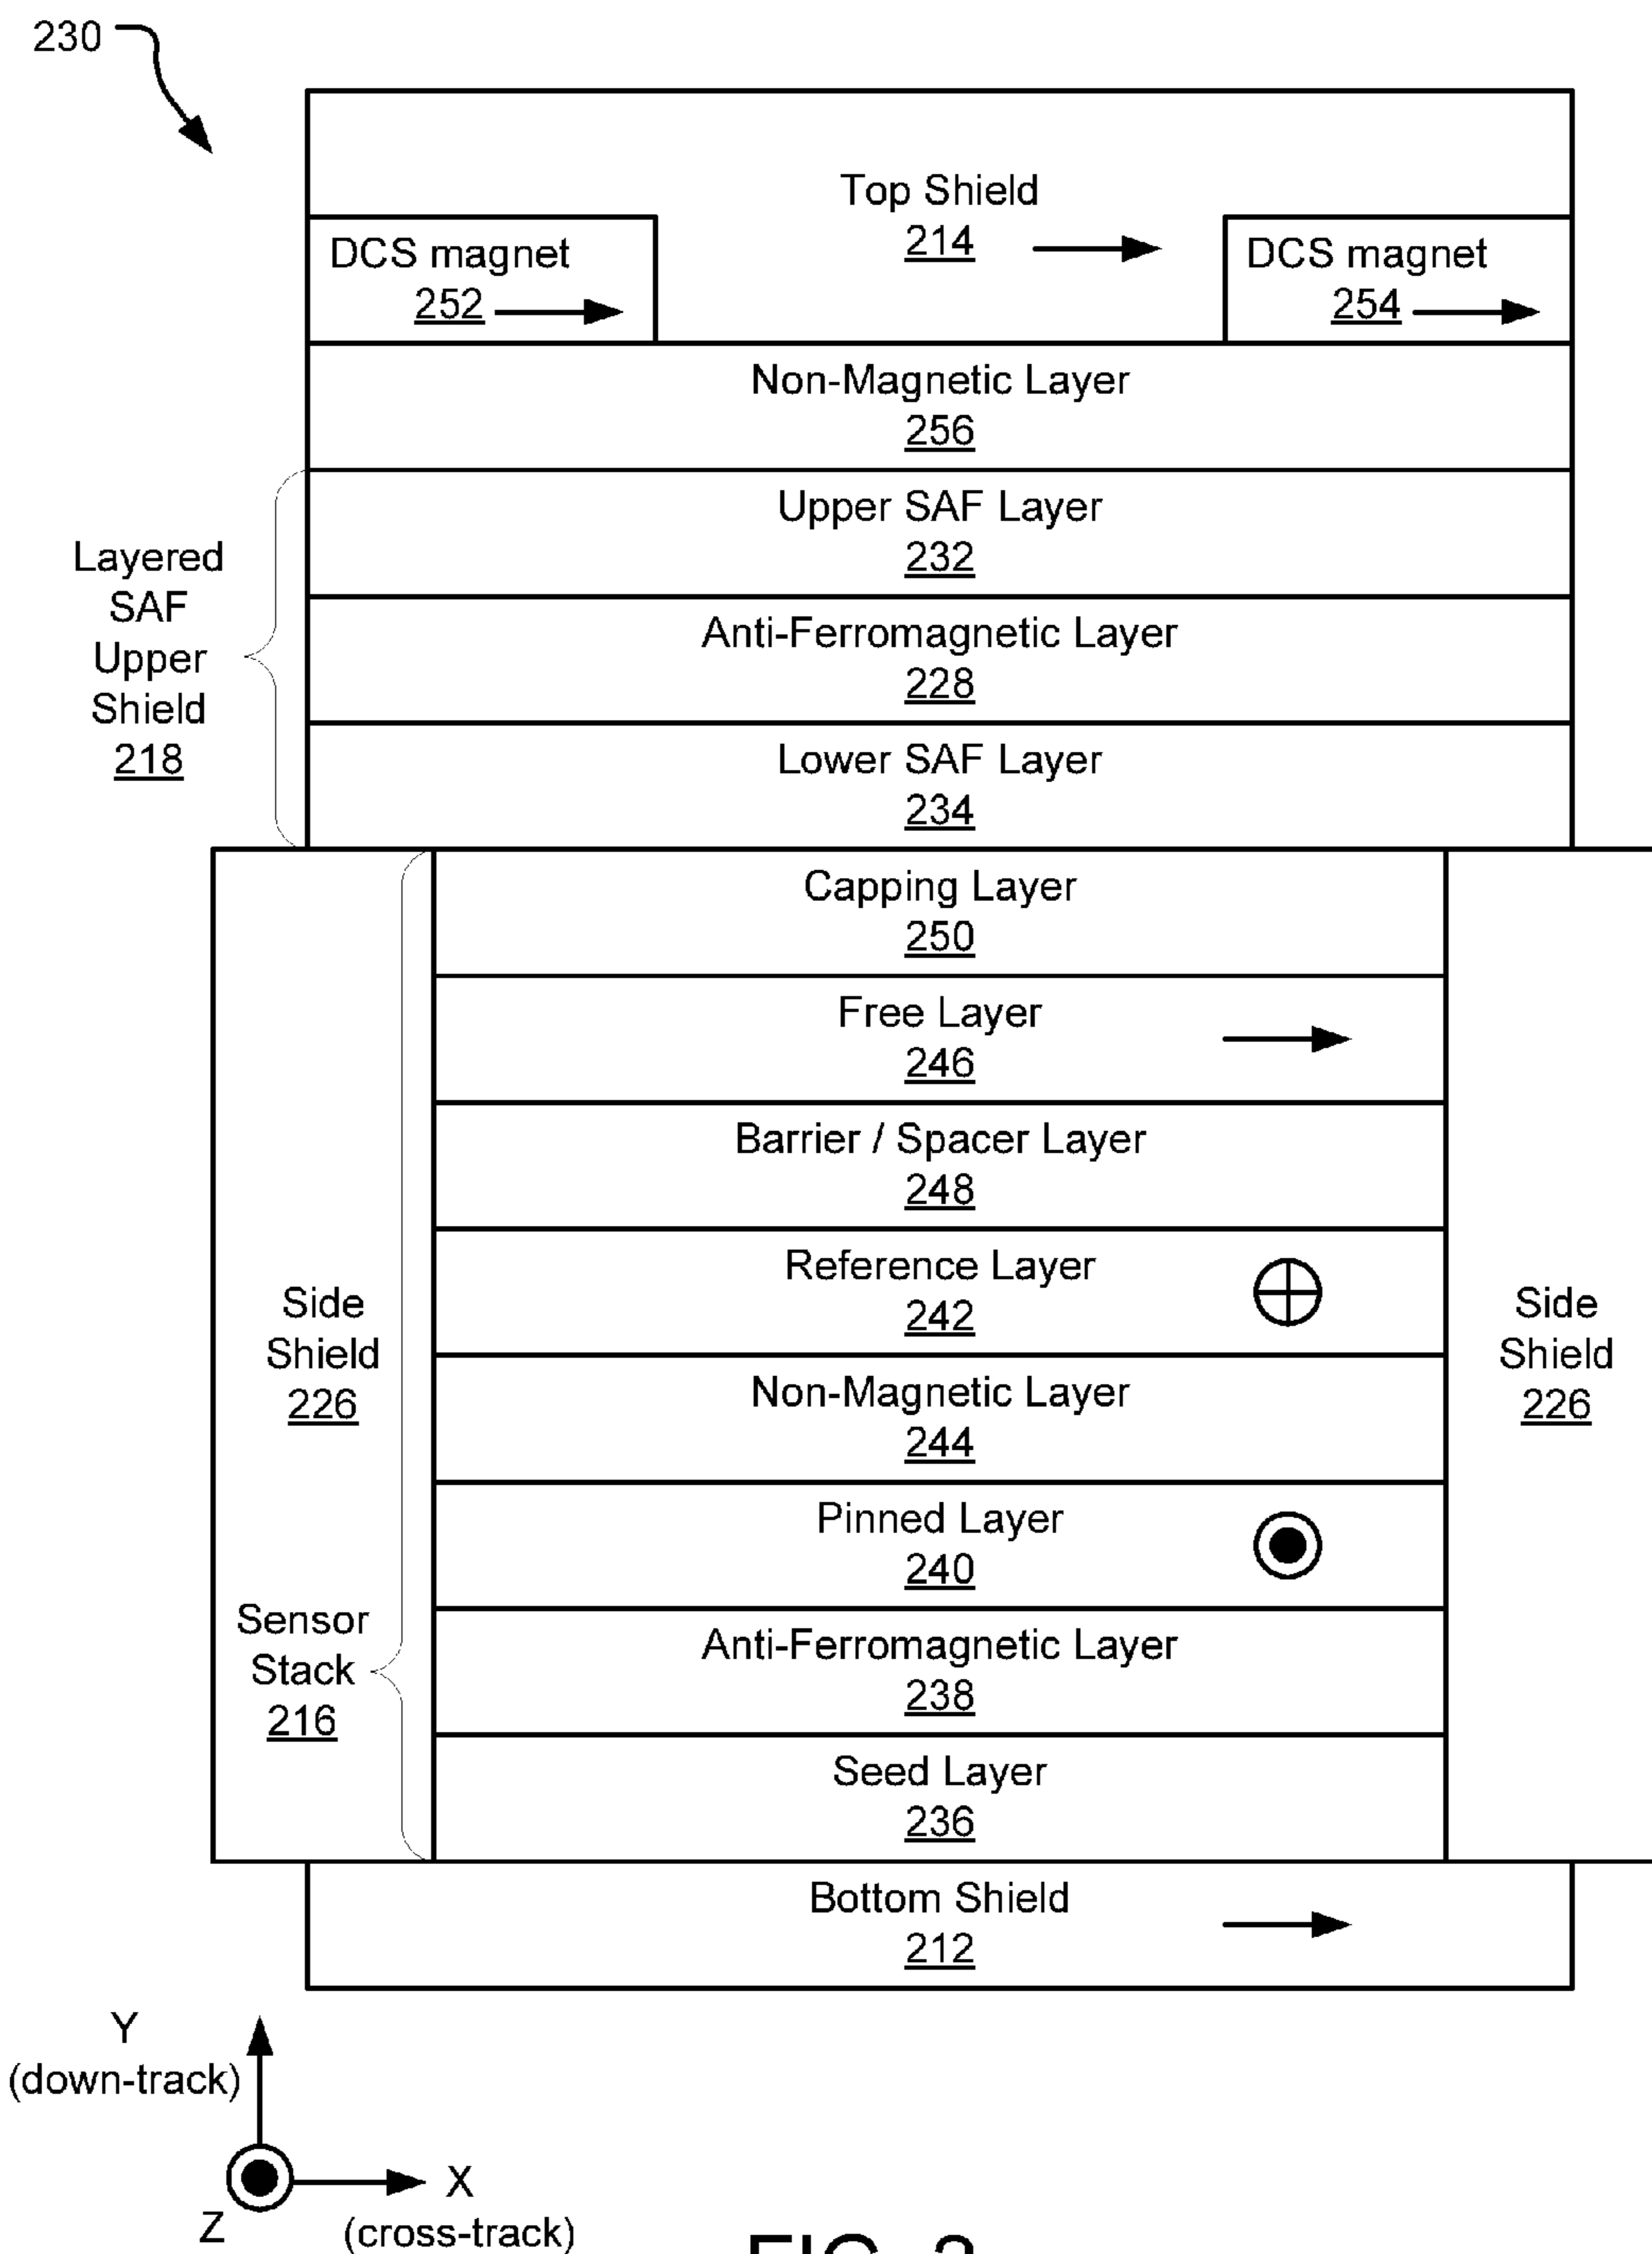 230
Top Shield
214
DCS magnet
252
DCS magnet
254
Non-Magnetic Layer
256
Upper SAF Layer
232
Layered
SAF
Upper
Shield
218
Anti-Ferromagnetic Layer
228
Lower SAF Layer
234
Capping Layer
250
Free Layer
246
Barrier / Spacer Layer
248
Reference Layer
242
Side
Shield
226
Side
Shield
226
Non-Magnetic Layer
244
Pinned Layer
240
Sensor
Stack
216
Anti-Ferromagnetic Layer
238
Seed Layer
236
Bottom Shield
212
Y
(down-track)
X
(cross-track)
Z